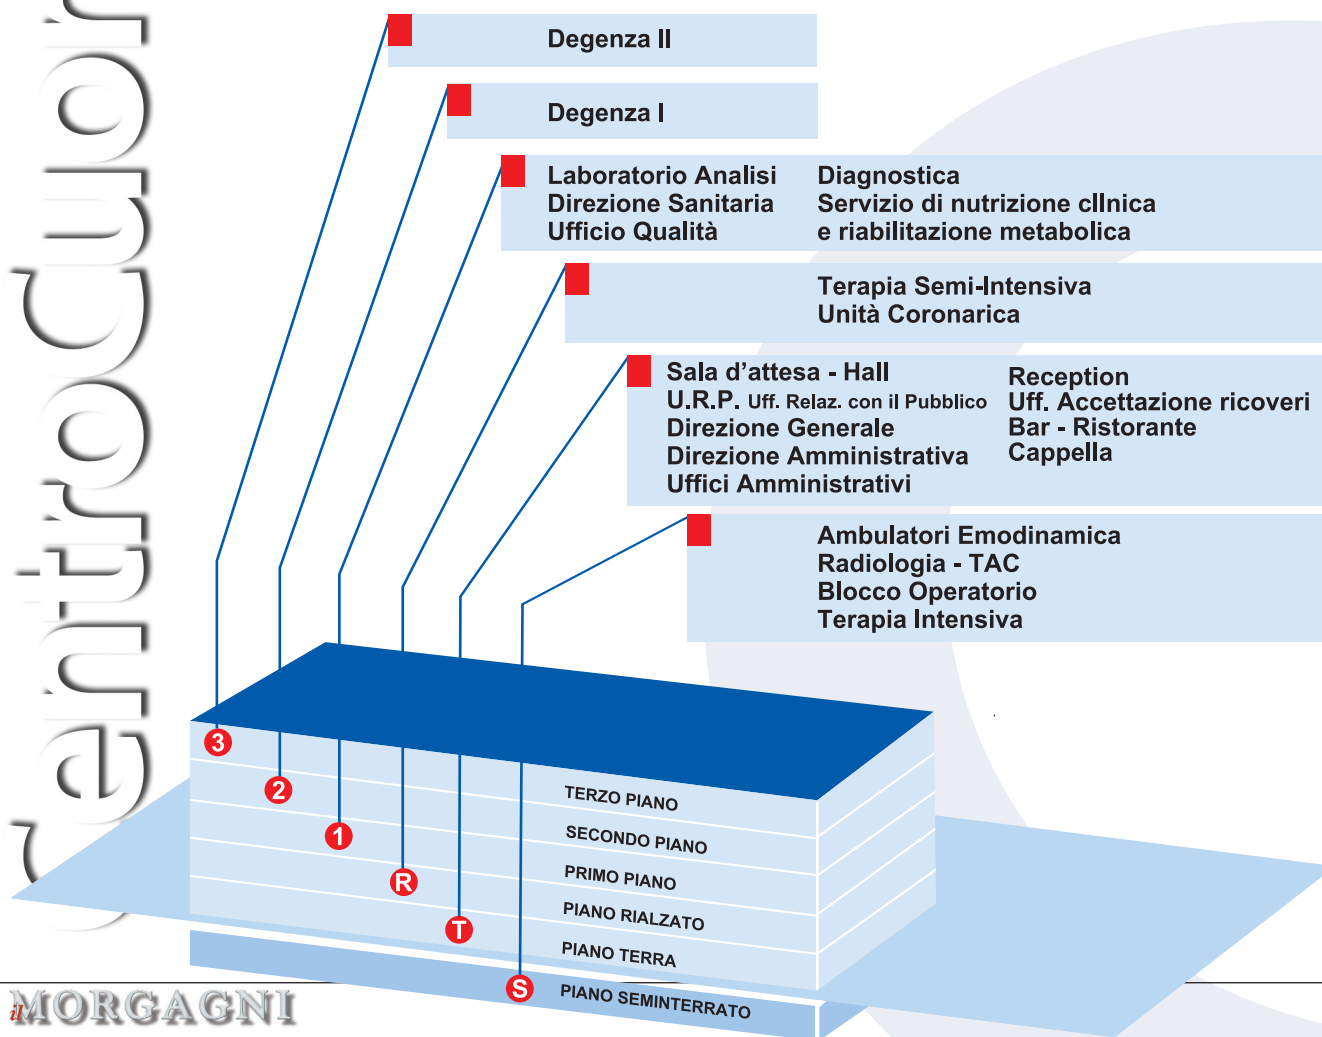 CentroCuor
Degenza II
Degenza I
Laboratorio Analisi
Direzione Sanitaria
Ufficio Qualità
Diagnostica
Servizio di nutrizione clInica
e riabilitazione metabolica
Terapia Semi-Intensiva
Unità Coronarica
Sala d’attesa - Hall
U.R.P. Uff. Relaz. con il Pubblico
Direzione Generale
Direzione Amministrativa
Uffici Amministrativi
Reception
Uff. Accettazione ricoveri
Bar - Ristorante
Cappella
Ambulatori Emodinamica
Radiologia - TAC
Blocco Operatorio
Terapia Intensiva
3
2
1
R
T
S
TERZO PIANO
SECONDO PIANO
PRIMO PIANO
PIANO RIALZATO
PIANO TERRA
PIANO SEMINTERRATO
il MORGAGNI